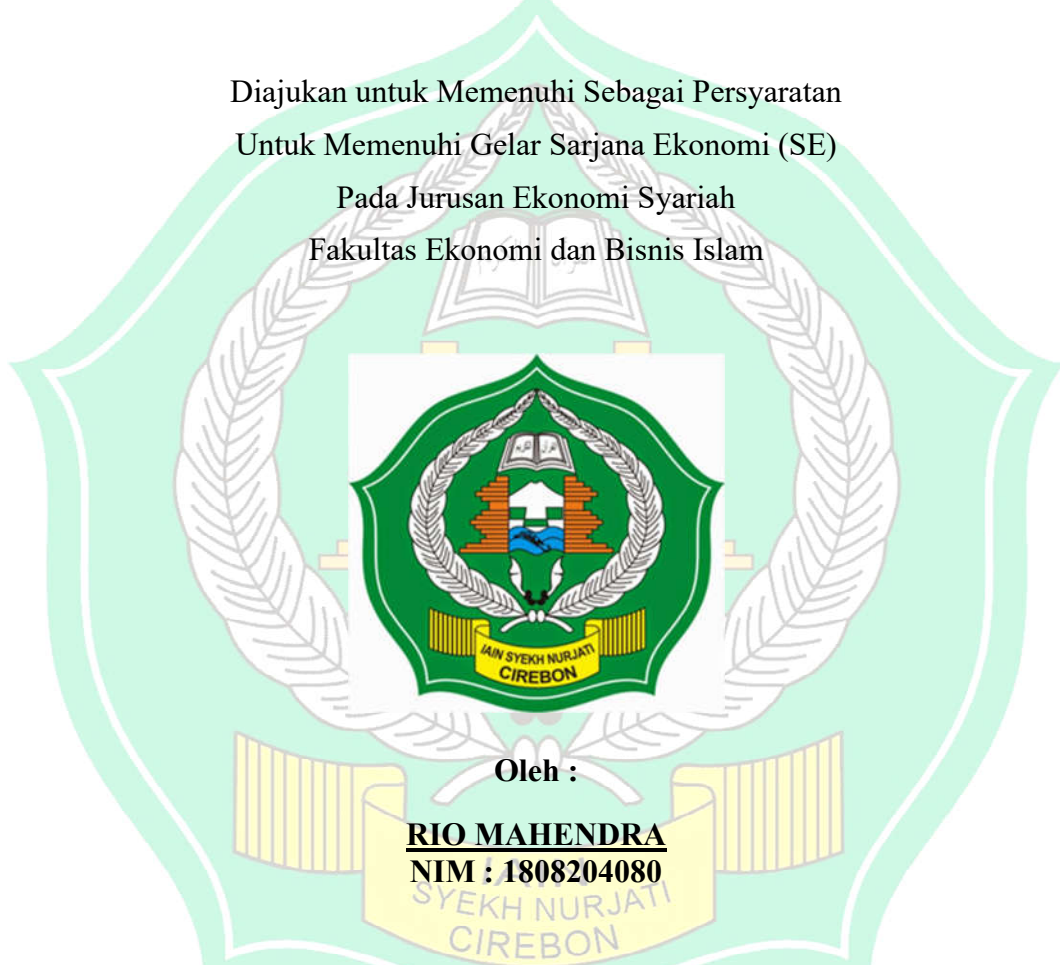 Diajukan untuk Memenuhi Sebagai Persyaratan
Untuk Memenuhi Gelar Sarjana Ekonomi (SE)
Pada Jurusan Ekonomi Syariah
Fakultas Ekonomi dan Bisnis Islam
IAIN SYEKH NURJATI
CIREBON
Oleh :
RIO MAHENDRA
NIM : 1808204080
IAIN
SYEKH NURJATI
CIREBON